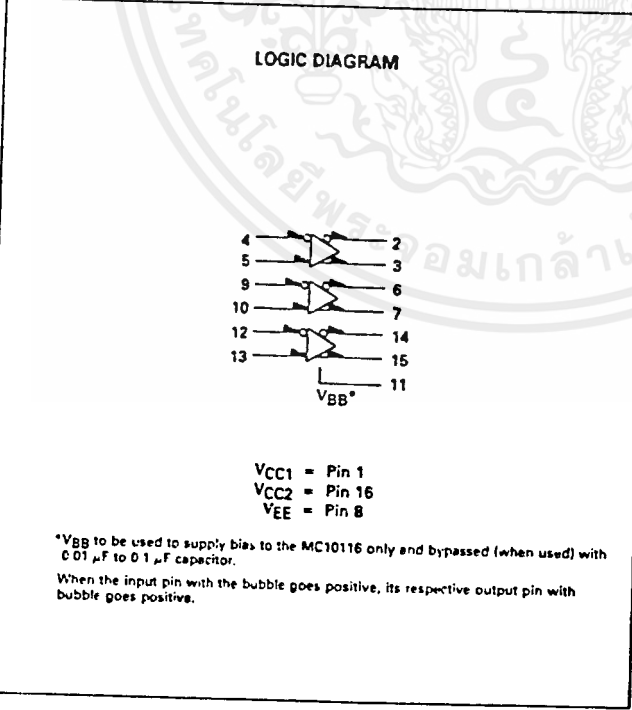 LOGIC DIAGRAM
4 2
5 3
9 6
10 7
12 14
13 15
11
VBB*
VCC1 = Pin 1
VCC2 = Pin 16
VEE = Pin 8
*VBB to be used to supply bias to the MC10116 only and bypassed (when used) with
0.01 μF to 0.1 μF capacitor.
When the input pin with the bubble goes positive, its respective output pin with
bubble goes positive.